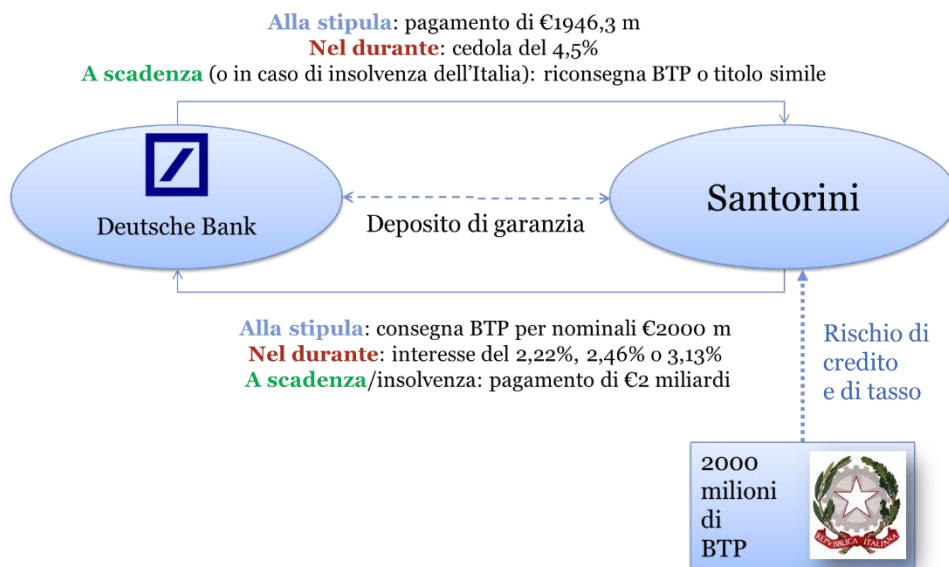 Alla stipula: pagamento di €1946,3 m
Nel durante: cedola del 4,5%
A scadenza (o in caso di insolvenza dell'Italia): riconsegna BTP o titolo simile
Deutsche Bank
Deposito di garanzia
Santorini
Alla stipula: consegna BTP per nominali €2000 m
Nel durante: interesse del 2,22%, 2,46% o 3,13%
A scadenza/insolvenza: pagamento di €2 miliardi
Rischio di
credito
e di tasso
2000
milioni
di
BTP
REPVBBLICA ITALIANA